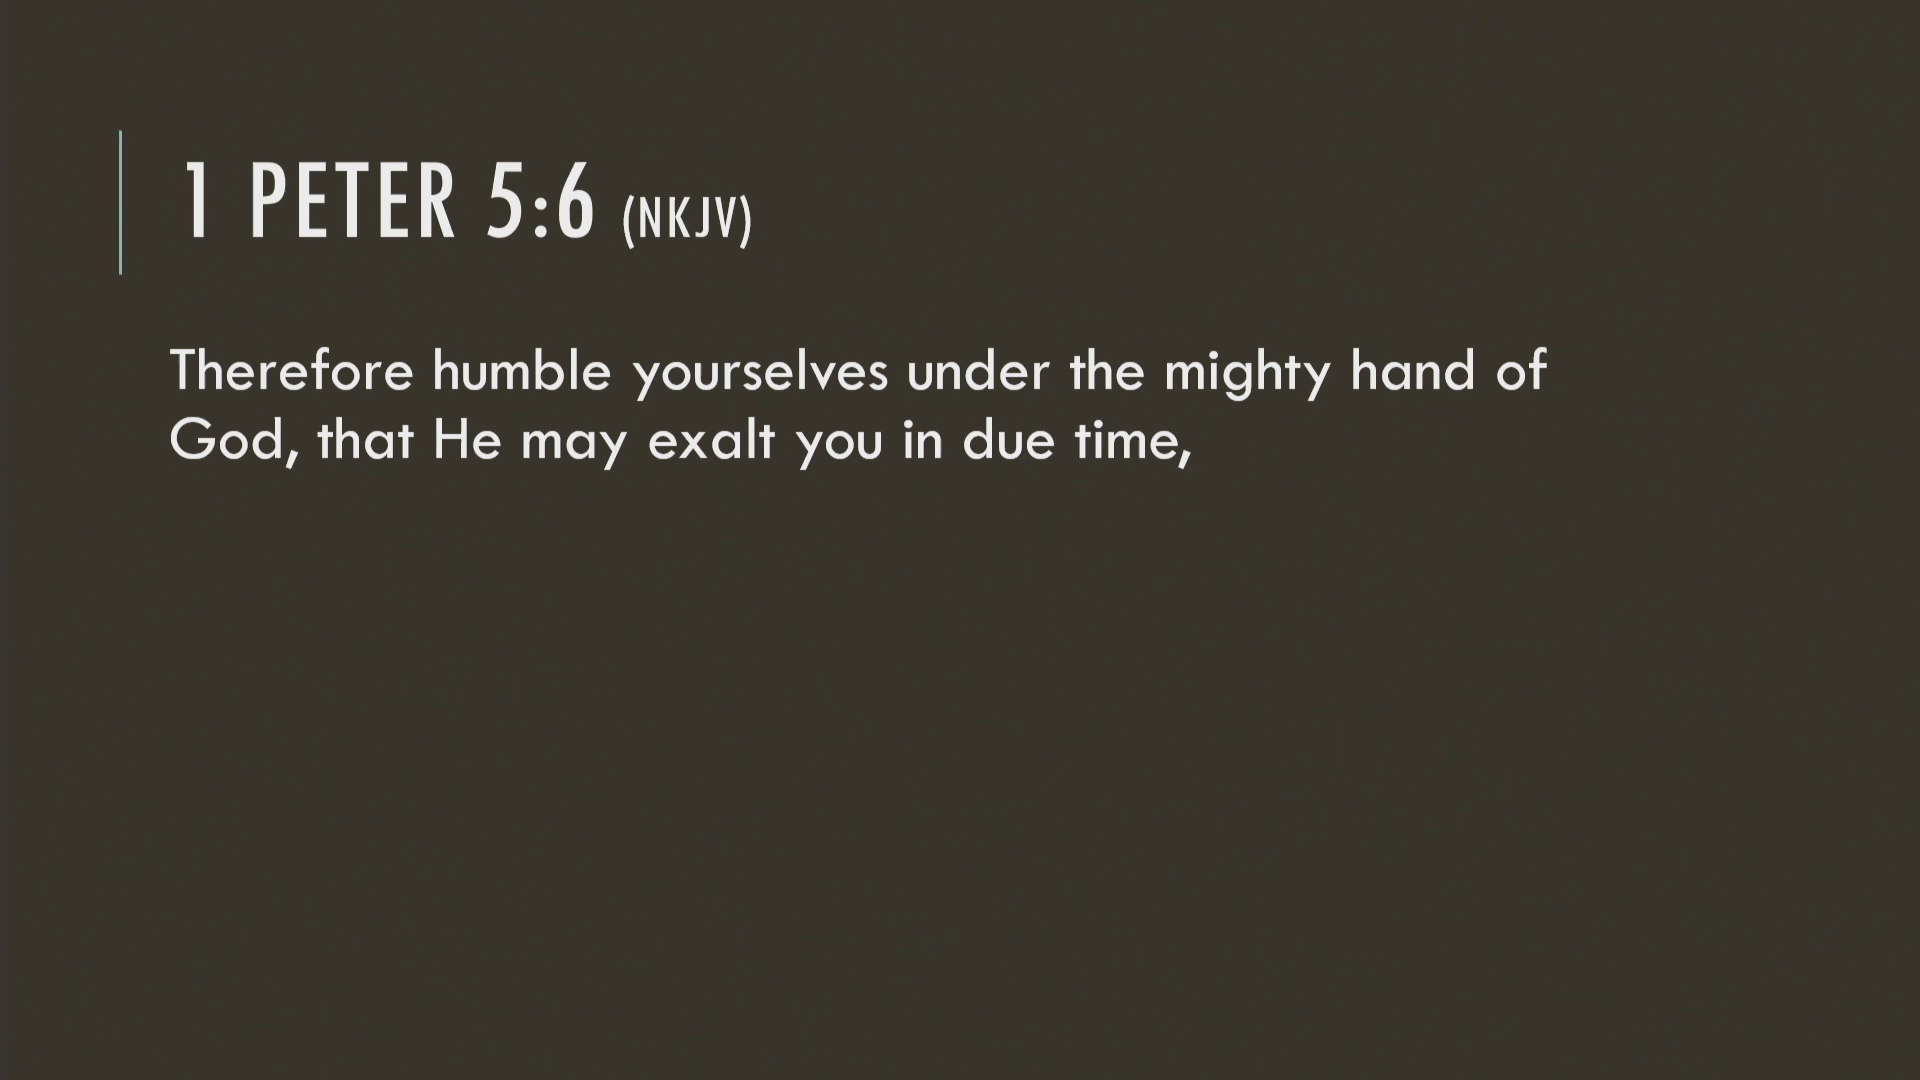 1 PETER 5:6 (NKJV)
Therefore humble yourselves under the mighty hand of
God, that He may exalt you in due time,